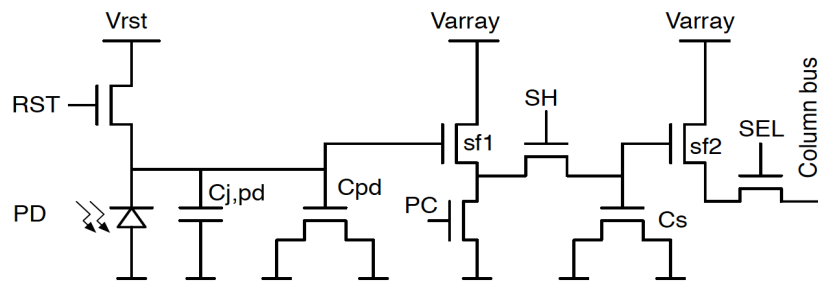 Vrst
Varray
Varray
RST
sf1
SH
sf2
SEL
Column bus
PD
Cj,pd
Cpd
PC
Cs